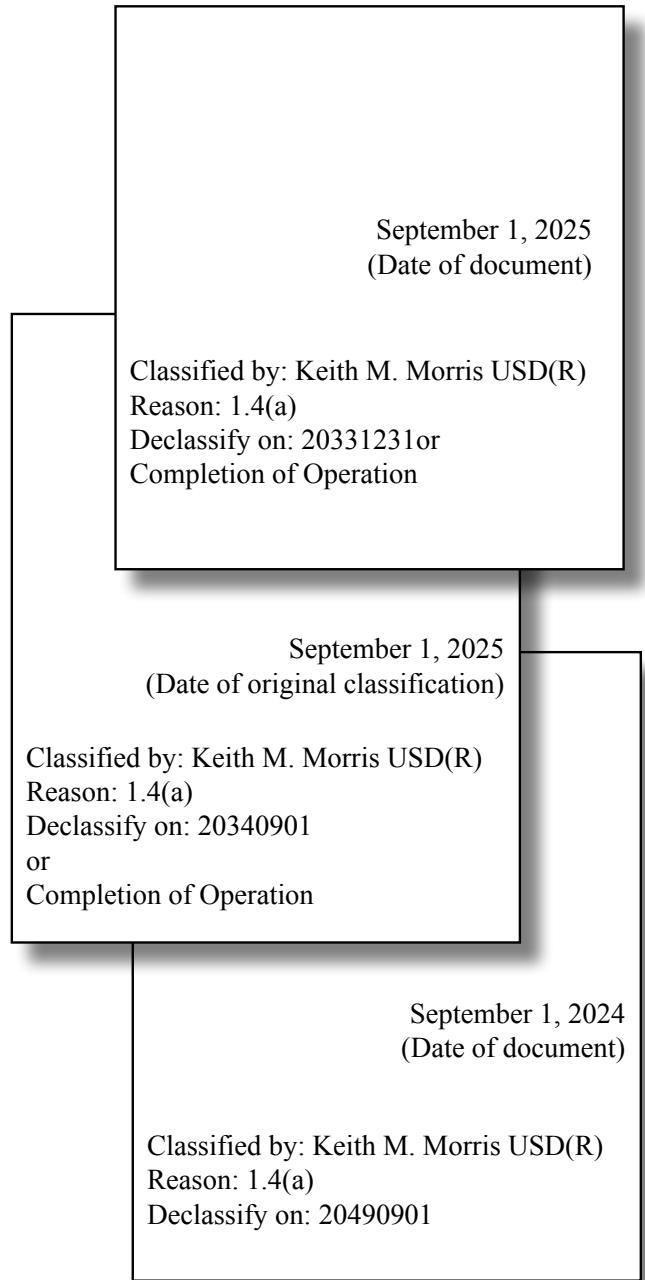 September 1, 2025
(Date of document)
Classified by: Keith M. Morris USD(R)
Reason: 1.4(a)
Declassify on: 20331231or
Completion of Operation
September 1, 2025
(Date of original classification)
Classified by: Keith M. Morris USD(R)
Reason: 1.4(a)
Declassify on: 20340901
or
Completion of Operation
September 1, 2024
(Date of document)
Classified by: Keith M. Morris USD(R)
Reason: 1.4(a)
Declassify on: 20490901